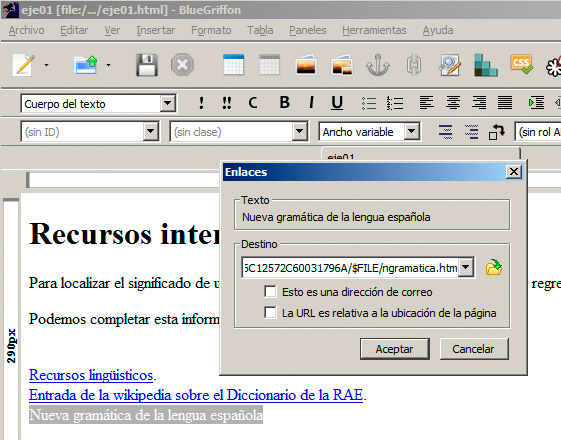 eje01 [file:/.../eje01.html] - BlueGriffon
Archivo Editar Ver Insertar Formato Paneles Herramientas Ayuda
CSS
Cuerpo del texto ! !! C B I U
(sin ID) (sin clase) Ancho variable (sin rol
eje01
Enlaces
Texto
Nueva gramática de la lengua española
Destino
C12572C60031796A/$FILE/ngramatica.htm
Esto es una dirección de correo
La URL es relativa a la ubicación de la página
Aceptar Cancelar
290px
Recursos inter
Para localizar el significado de u regre
Podemos completar esta inform
Recursos lingüisticos.
Entrada de la wikipedia sobre el Diccionario de la RAE.
Nueva gramática de la lengua española